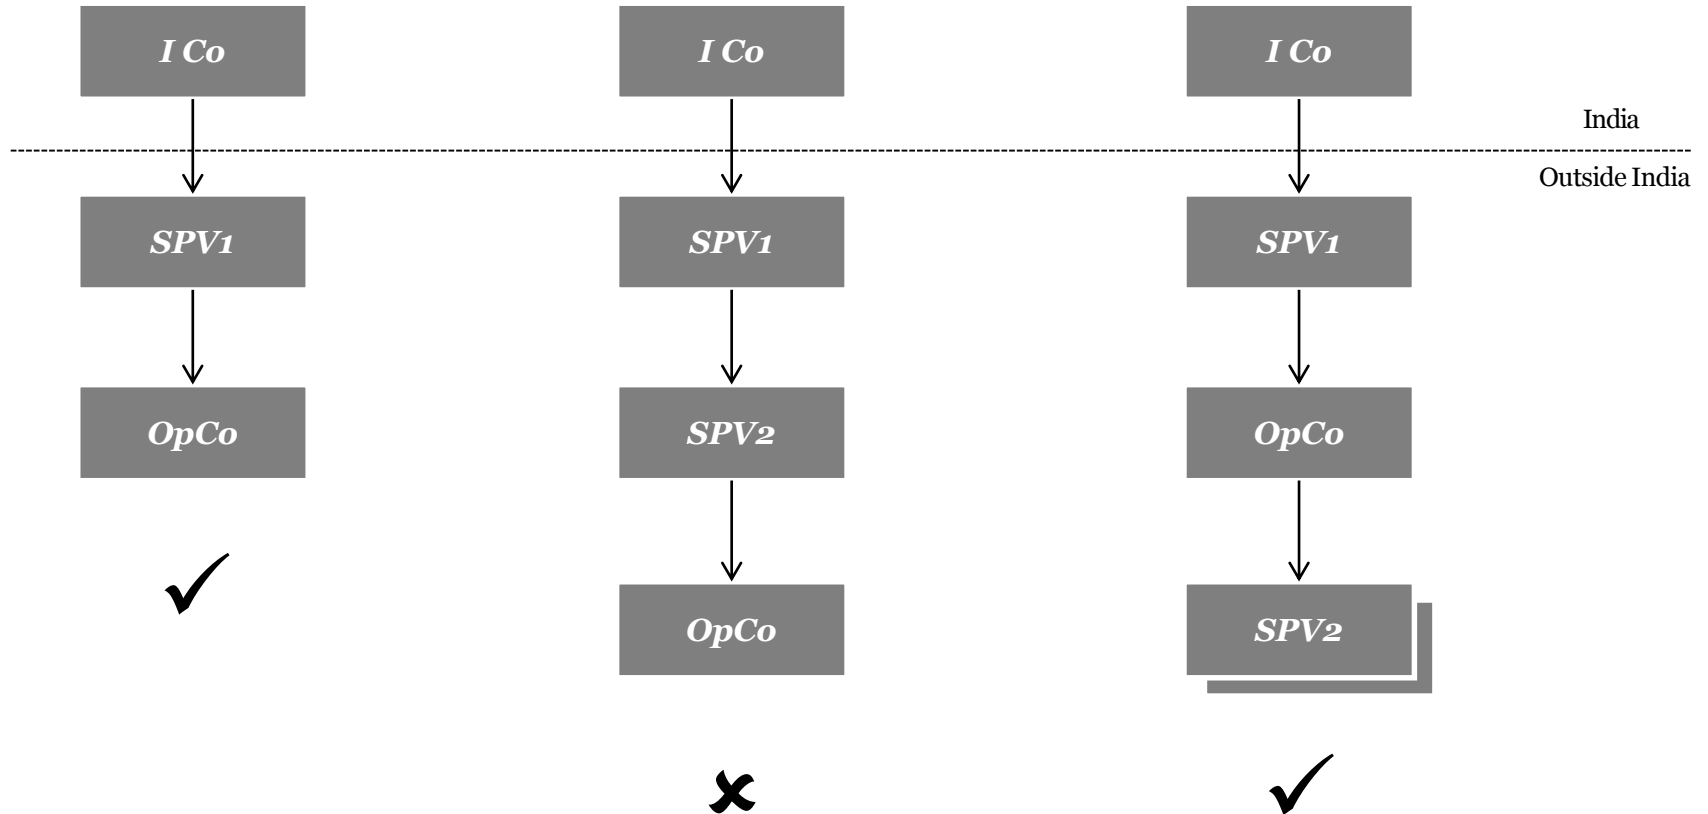 I Co
I Co
I Co
India
Outside India
SPV1
SPV1
SPV1
OpCo
SPV2
OpCo
OpCo
SPV2